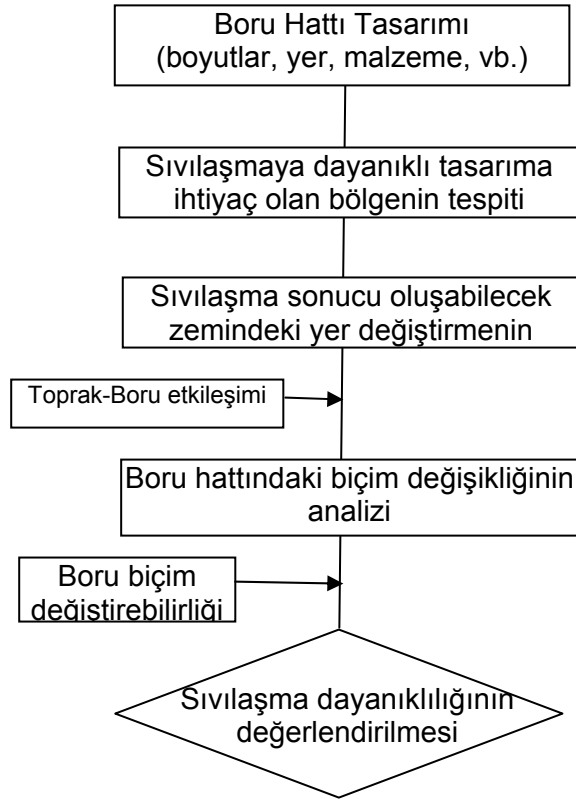 Boru Hattı Tasarımı
(boyutlar, yer, malzeme, vb.)
Sıvılaşmaya dayanıklı tasarıma
ihtiyaç olan bölgenin tespiti
Sıvılaşma sonucu oluşabilecek
zemindeki yer değiştirmenin
Toprak-Boru etkileşimi
Boru hattındaki biçim değişikliğinin
analizi
Boru biçim
değiştirebilirliği
Sıvılaşma dayanıklılığının
değerlendirilmesi